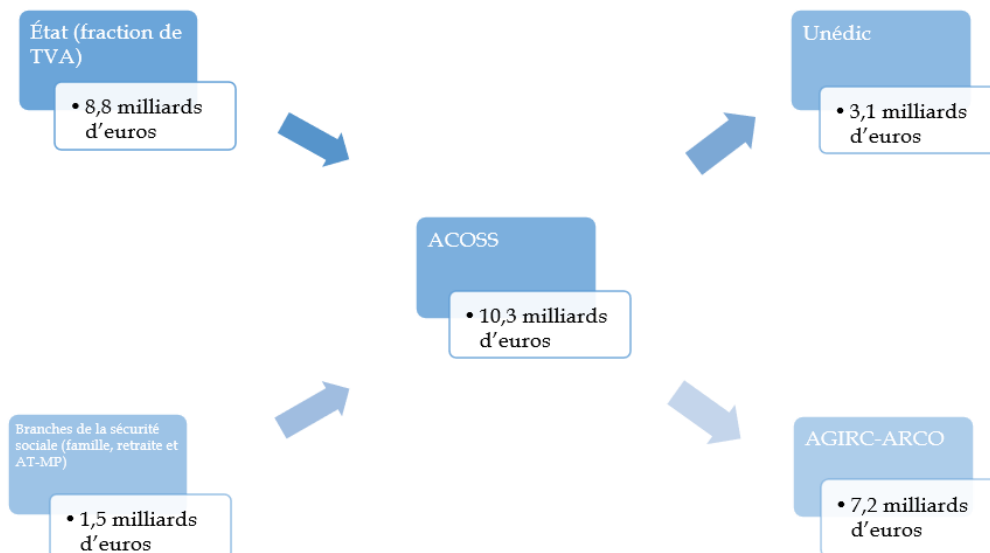 État (fraction de
TVA)
• 8,8 milliards
d'euros
Unédic
• 3,1 milliards
d'euros
ACOSS
• 10,3 milliards
d'euros
Branches de la sécurité
sociale (famille, retraite et
AT-MP)
• 1,5 milliards
d'euros
AGIRC-ARCO
• 7,2 milliards
d'euros